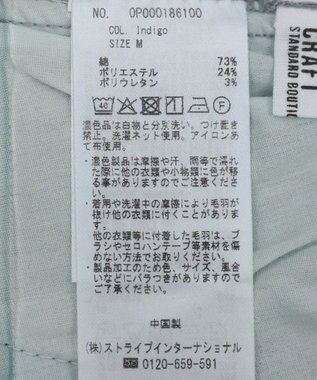 NO. 0P000186100
COL. Indigo
SIZE M
綿 73%
ポリエステル 24%
ポリウレタン 3%
40
F
濃色品は白物と分別洗い。つけ置き
禁止。洗濯ネット使用。アイロンあ
て布使用。
・濃色製品は摩擦や汗、雨等で濡れ
た際に他の衣類や小物類に色が移
る事がありますのでご注意くださ
い。
・着用や洗濯中の摩擦により毛羽が
抜け他の衣類に付くことがありま
す。
他の衣類等に付着した毛羽は、ブ
ラシやセロハンテープ等素材を傷
めない方法でお取りください。
・製品加工のため色、サイズ、風合
いなどにバラつきがありますので
ご了承ください。
中国製
(株)ストライプインターナショナル
☎ 0120-659-591
CRAFT
STANDARD BOUTIQ